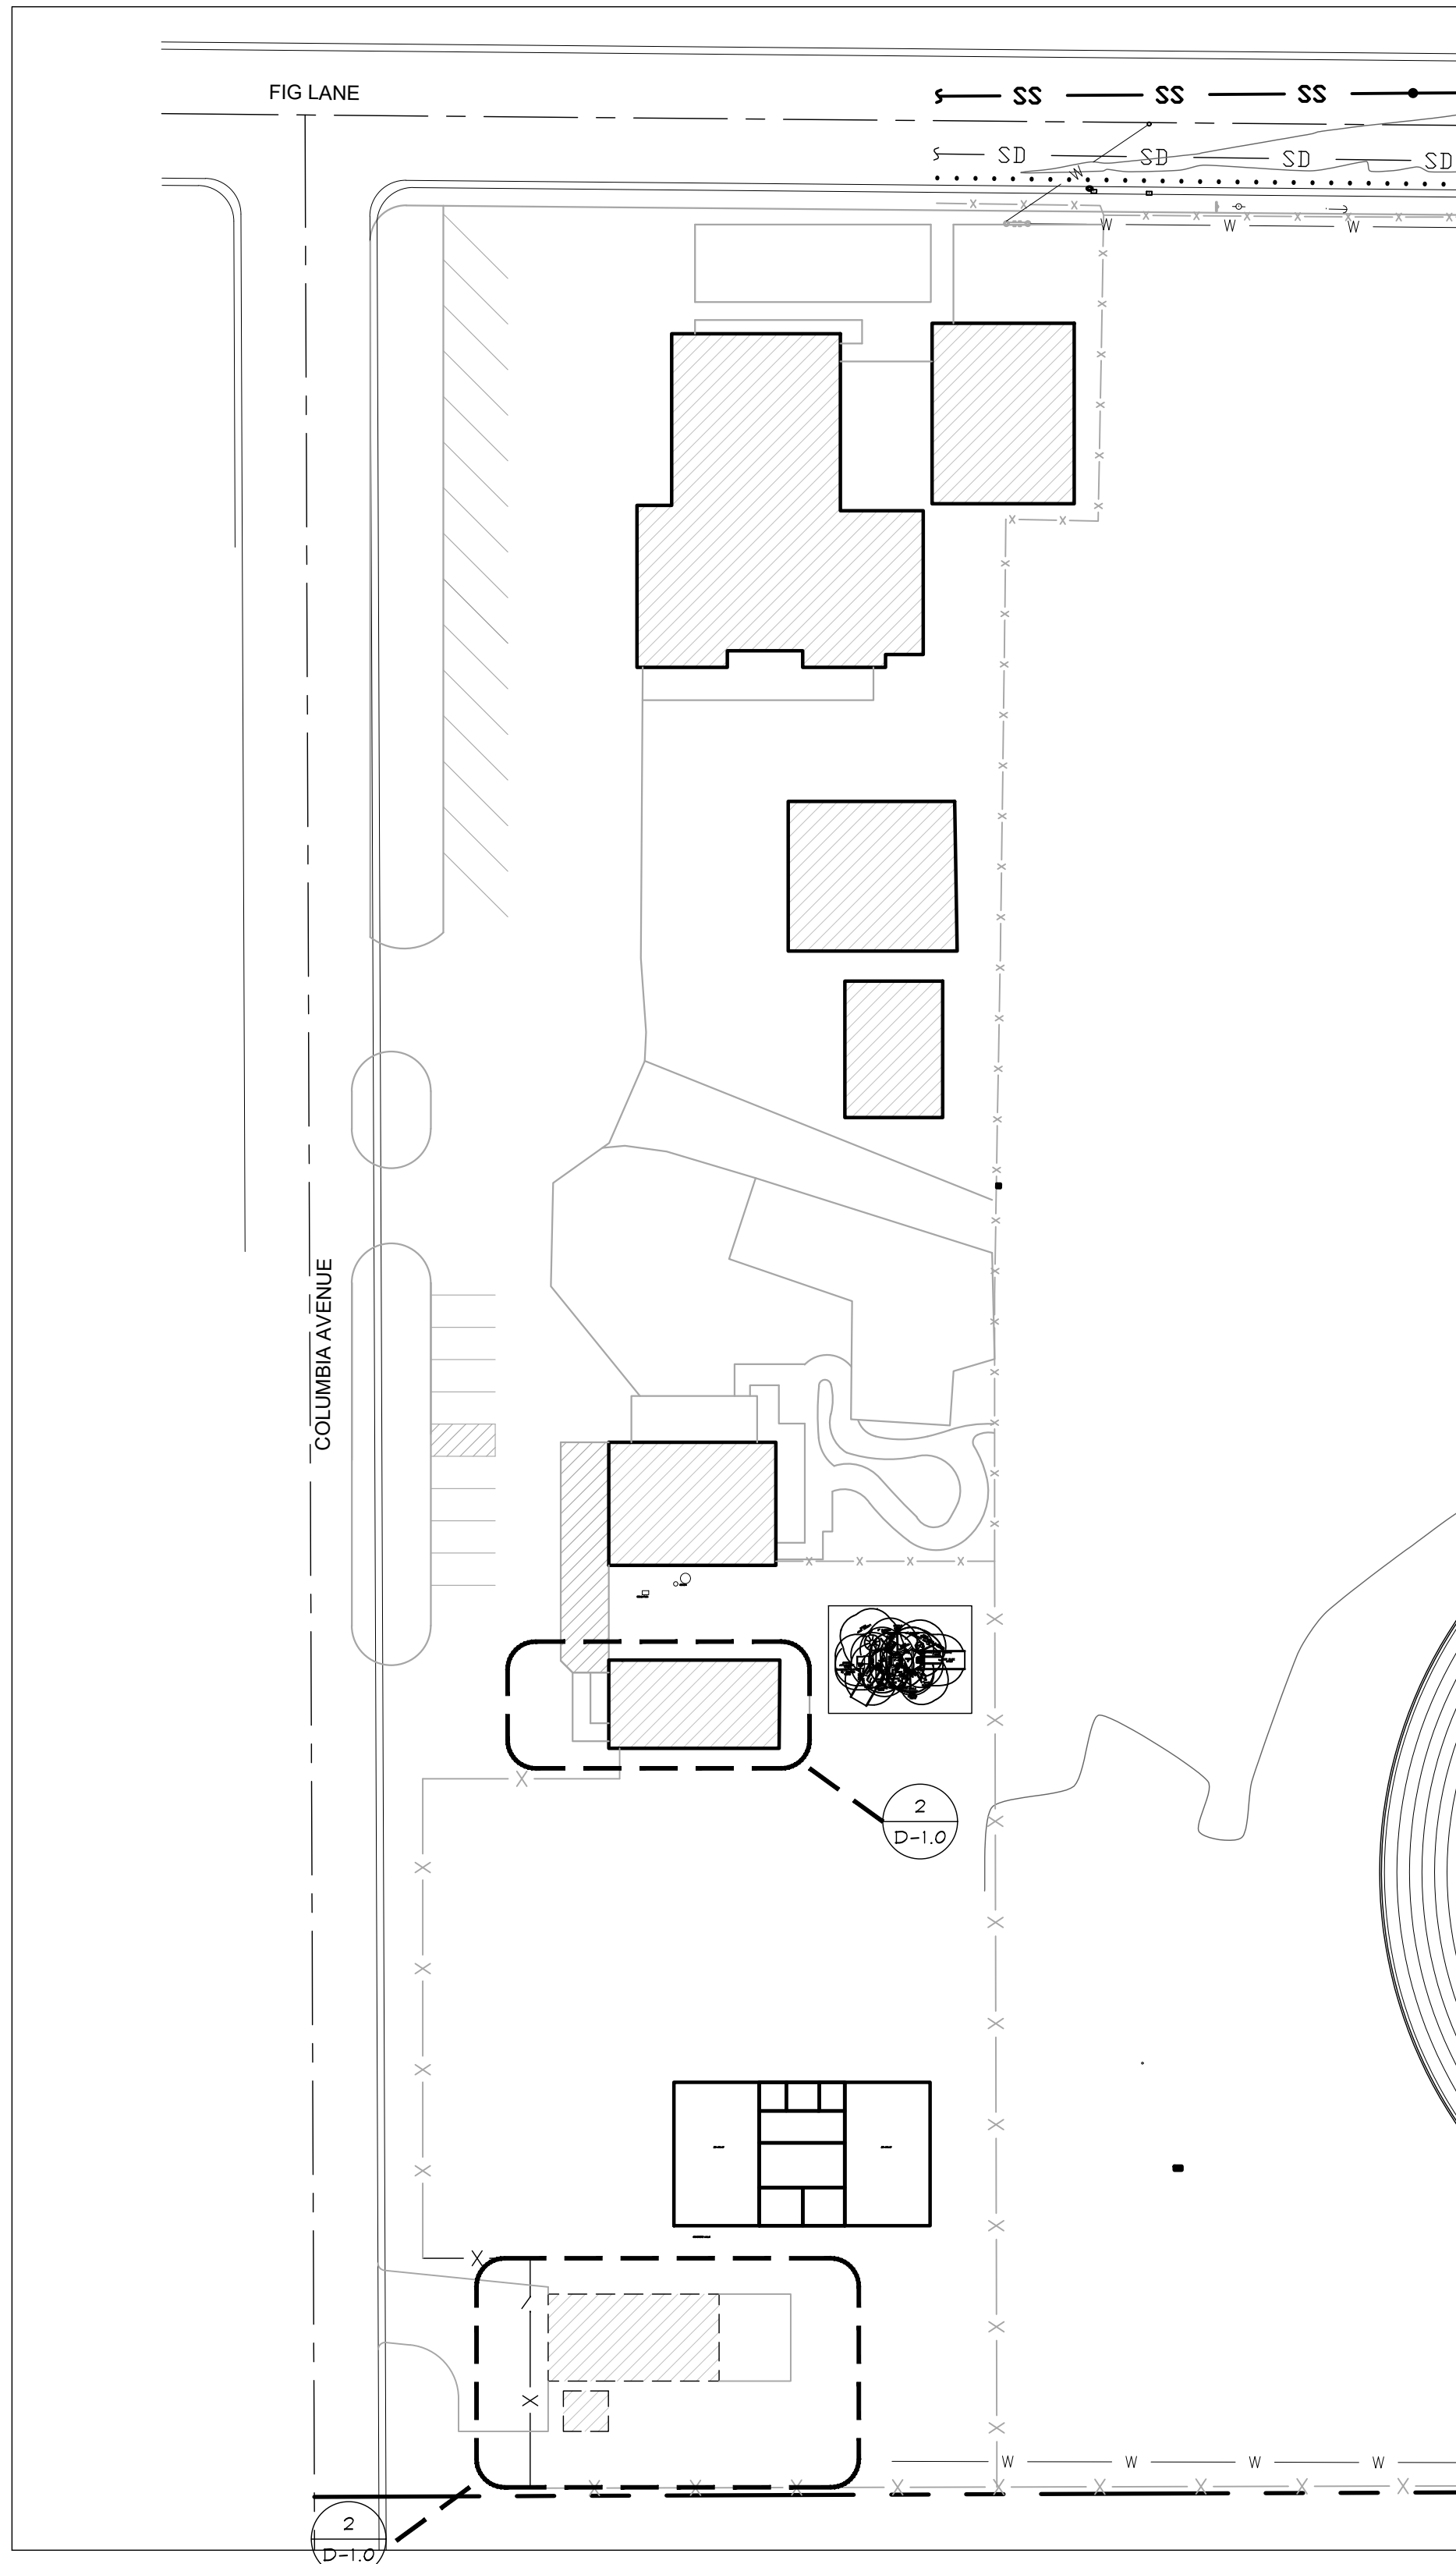 FIG LANE
SS SS SS
SD SD SD SD
W
W W W
COLUMBIA AVENUE
2
D-1.0
W W W W
2
D-1.0